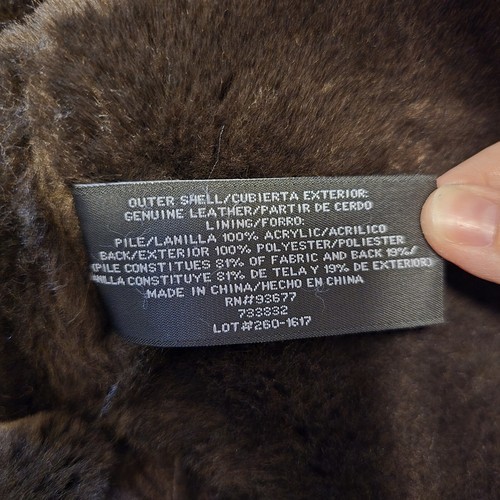 OUTER SHELL/CUBIERTA EXTERIOR:
GENUINE LEATHER/PARTIR DE CERDO
LINING/FORRO:
PILE/LANILLA 100% ACRYLIC/ACRILICO
BACK/EXTERIOR 100% POLYESTER/POLIESTER
(PILE CONSTITUES 81% OF FABRIC AND BACK 19%/
ANILLA CONSTITUYE 81% DE TELA Y 19% DE EXTERIOR)
MADE IN CHINA/HECHO EN CHINA
RN#93677
733832
LOT#260-1617